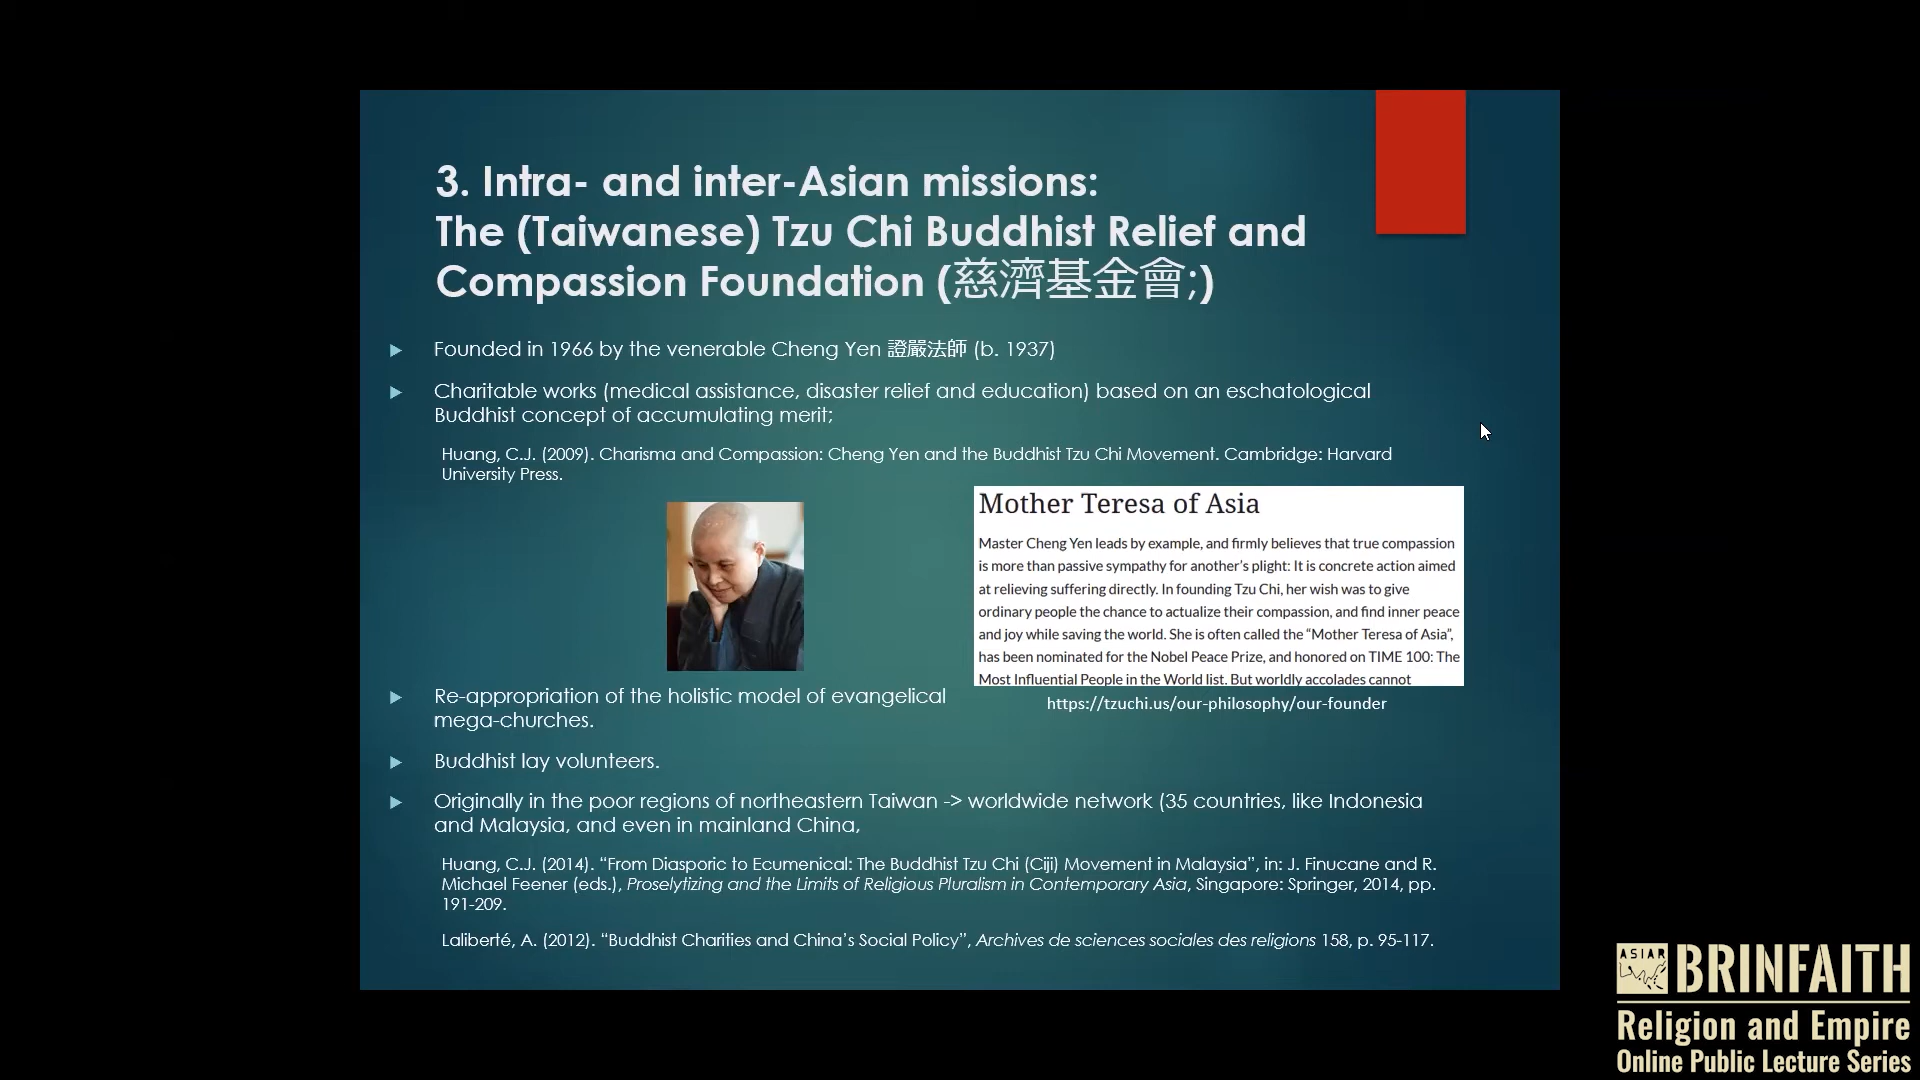 3. Intra- and inter-Asian missions:
The (Taiwanese) Tzu Chi Buddhist Relief and
Compassion Foundation (慈濟基金會;)
Founded in 1966 by the venerable Cheng Yen 證嚴法師 (b. 1937)
Charitable works (medical assistance, disaster relief and education) based on an eschatological
Buddhist concept of accumulating merit;
Huang, C.J. (2009). Charisma and Compassion: Cheng Yen and the Buddhist Tzu Chi Movement. Cambridge: Harvard
University Press.
Mother Teresa of Asia
Master Cheng Yen leads by example, and firmly believes that true compassion
is more than passive sympathy for another's plight: It is concrete action aimed
at relieving suffering directly. In founding Tzu Chi, her wish was to give
ordinary people the chance to actualize their compassion, and find inner peace
and joy while saving the world. She is often called the “Mother Teresa of Asia”,
has been nominated for the Nobel Peace Prize, and honored on TIME 100: The
Most Influential People in the World list. But worldly accolades cannot
https://tzuchi.us/our-philosophy/our-founder
Re-appropriation of the holistic model of evangelical
mega-churches.
Buddhist lay volunteers.
Originally in the poor regions of northeastern Taiwan -> worldwide network (35 countries, like Indonesia
and Malaysia, and even in mainland China,
Huang, C.J. (2014). “From Diasporic to Ecumenical: The Buddhist Tzu Chi (Ciji) Movement in Malaysia”, in: J. Finucane and R.
Michael Feener (eds.), Proselytizing and the Limits of Religious Pluralism in Contemporary Asia, Singapore: Springer, 2014, pp.
191-209.
Laliberté, A. (2012). “Buddhist Charities and China's Social Policy”, Archives de sciences sociales des religions 158, p. 95-117.
ASIAR
BRINFAITH
Religion and Empire
Online Public Lecture Series